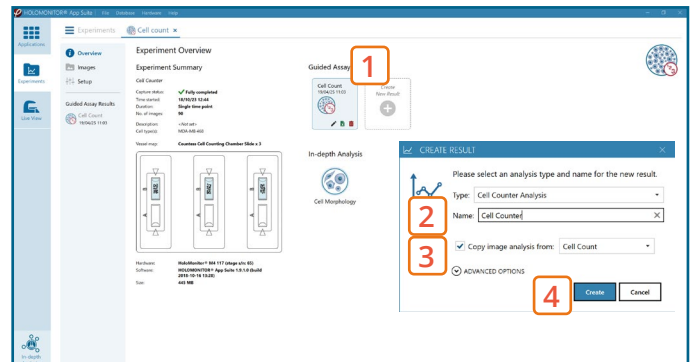 HOLOMONITOR® App Suite | File Database Hardware Help
Applications
Experiments
Live View
In-depth
Experiments
Cell count ×
Overview
Images
Setup
Guided Assay Results
Cell Count
19/04/23 11:03
Experiment Overview
Experiment Summary
Cell Counter
Capture status: Fully completed
Time started: 18/10/23 12:44
Duration: Single time point
No. of images: 90
Description: <Not set>
Cell type(s): MDA-MB-468
Vessel map: Countess Cell Counting Chamber Slide x 3
B
A
B
A
B
A
Hardware: HoloMonitor® M4 117 (stage s/n: 65)
Software: HOLOMONITOR® App Suite 1.9.1.0 (build
2018-10-16 15:28)
Size: 445 MB
Guided Assay
1
Cell Count
19/04/23 11:03
Create
New Result
In-depth Analysis
Cell Morphology
CREATE RESULT
Please select an analysis type and name for the new result.
Type: Cell Counter Analysis
2
Name: Cell Counter
3
Copy image analysis from: Cell Count
ADVANCED OPTIONS
4
Create
Cancel